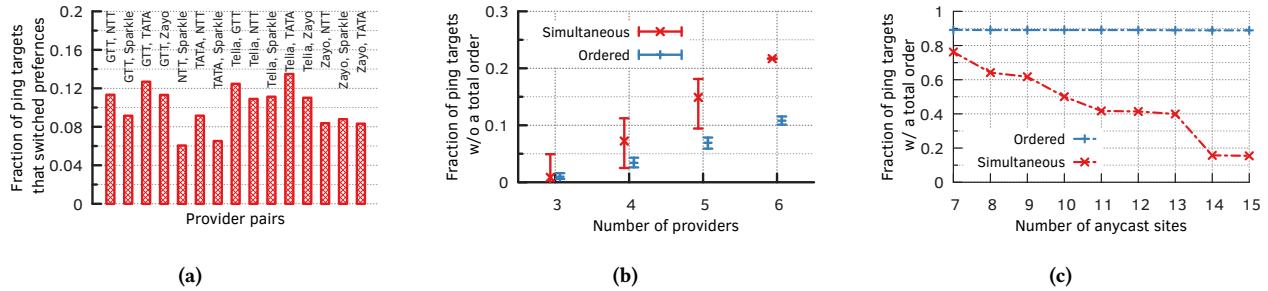 Fraction of ping targets
that switched prefernces
0.2
0.16
0.12
0.08
0.04
0
GTT, NTT
GTT, Sparkle
GTT, TATA
GTT, Zayo
NTT, Sparkle
TATA, NTT
TATA, Sparkle
Telia, GTT
Telia, NTT
Telia, Sparkle
Telia, TATA
Telia, Zayo
Zayo, NTT
Zayo, Sparkle
Zayo, TATA
Provider pairs
(a)
Fraction of ping targets
w/o a total order
0.3
0.2
0.1
0
Simultaneous
Ordered
3 4 5 6
Number of providers
(b)
Fraction of ping targets
w/ a total order
1
0.8
0.6
0.4
0.2
0
Ordered
Simultaneous
7 8 9 10 11 12 13 14 15
Number of anycast sites
(c)